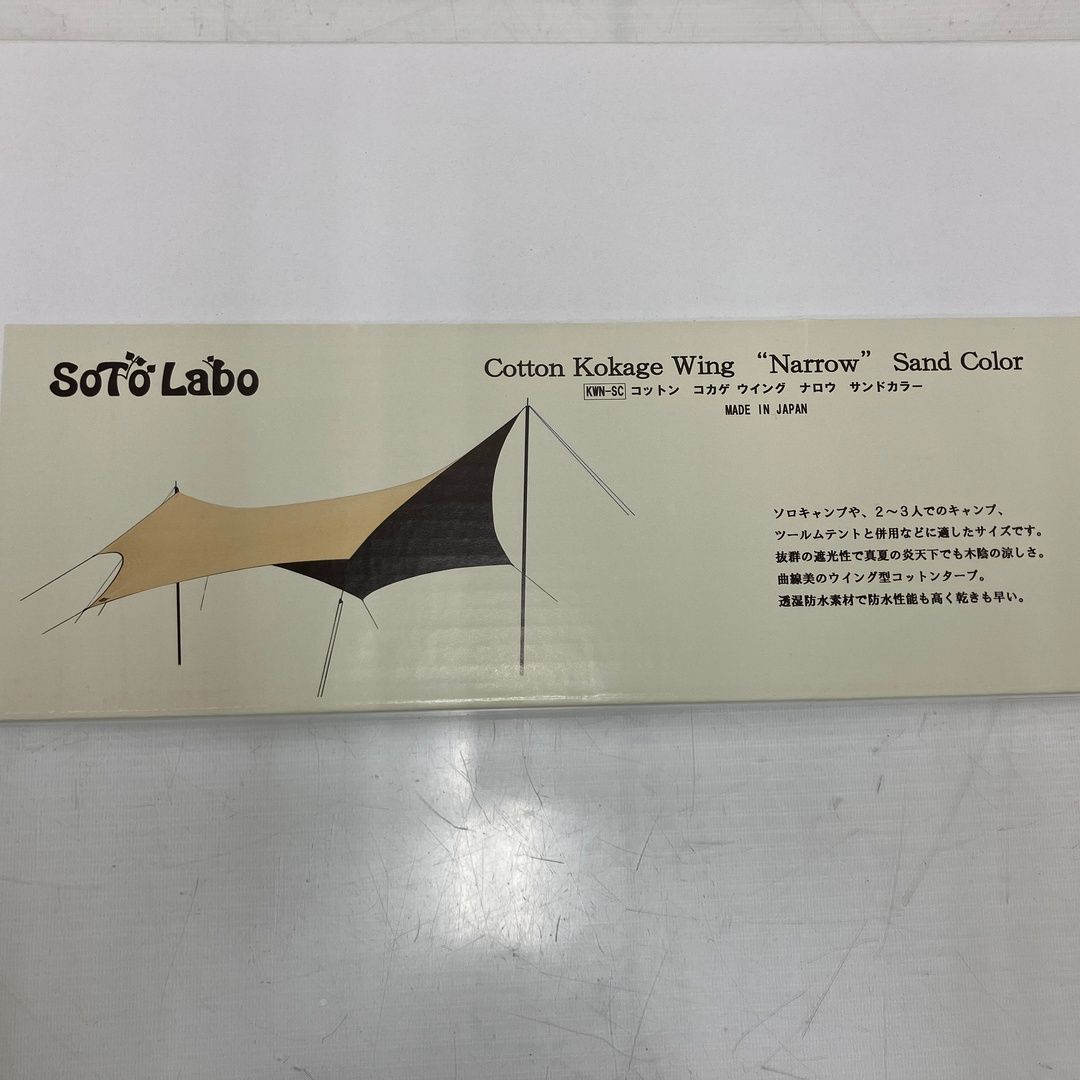 SoTo Labo
Cotton Kokage Wing “Narrow” Sand Color
KWN-SC コットン コカゲ ウイング ナロウ サンドカラー
MADE IN JAPAN
ソロキャンプや、2〜3人でのキャンプ、
ツールムテントと併用などに適したサイズです。
抜群の遮光性で真夏の炎天下でも木陰の涼しさ。
曲線美のウイング型コットンタープ。
透湿防水素材で防水性能も高く乾きも早い。